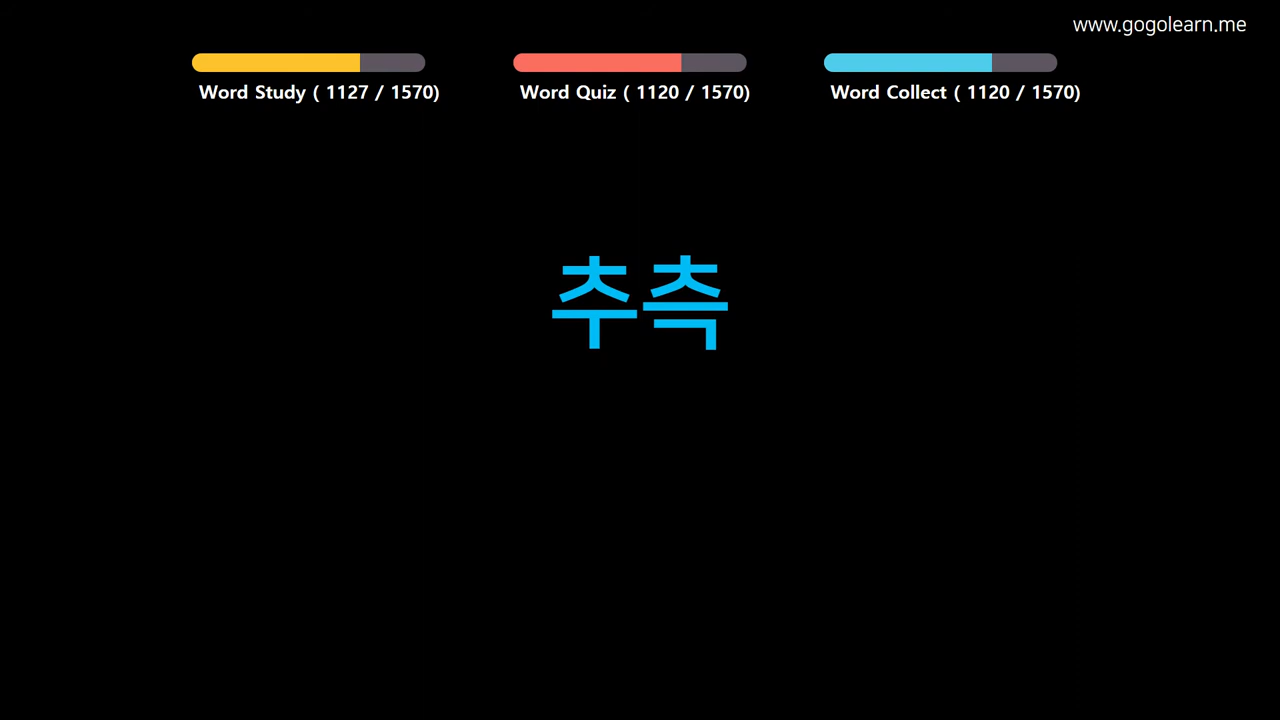 www.gogolearn.me
Word Study ( 1127 / 1570)
Word Quiz ( 1120 / 1570)
Word Collect ( 1120 / 1570)
추측